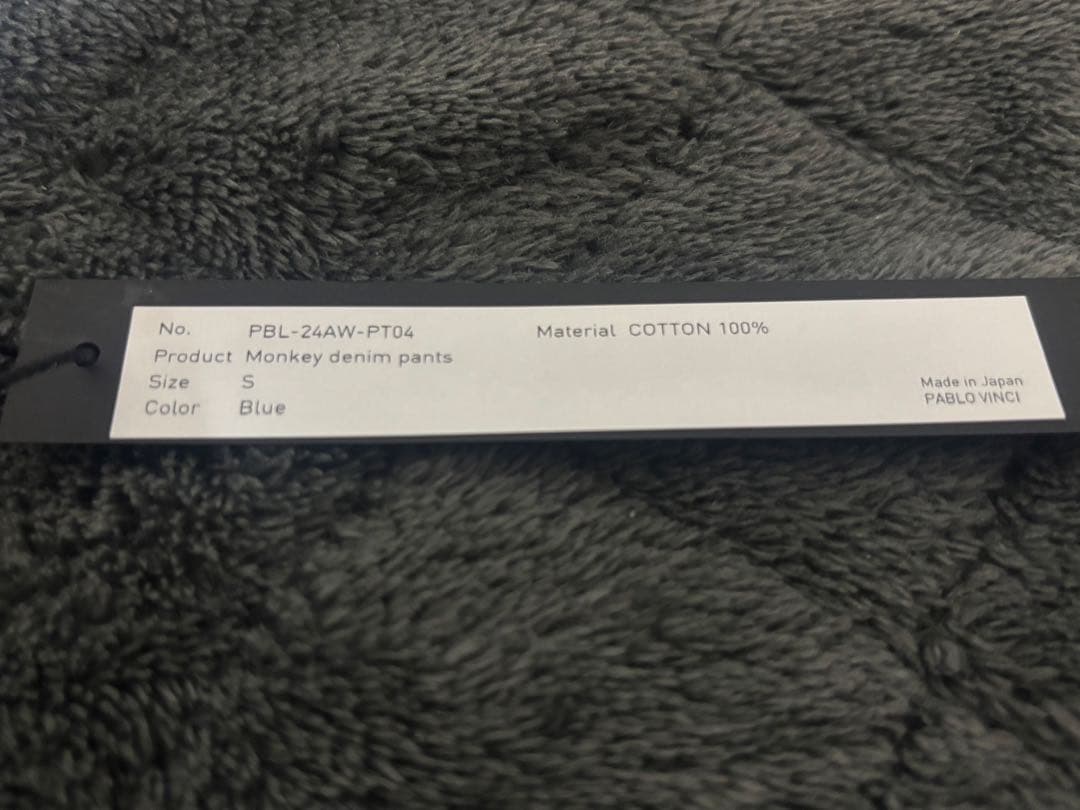 No. PBL-24AW-PT04
Product Monkey denim pants
Size S
Color Blue
Material COTTON 100%
Made in Japan
PABLO VINCI